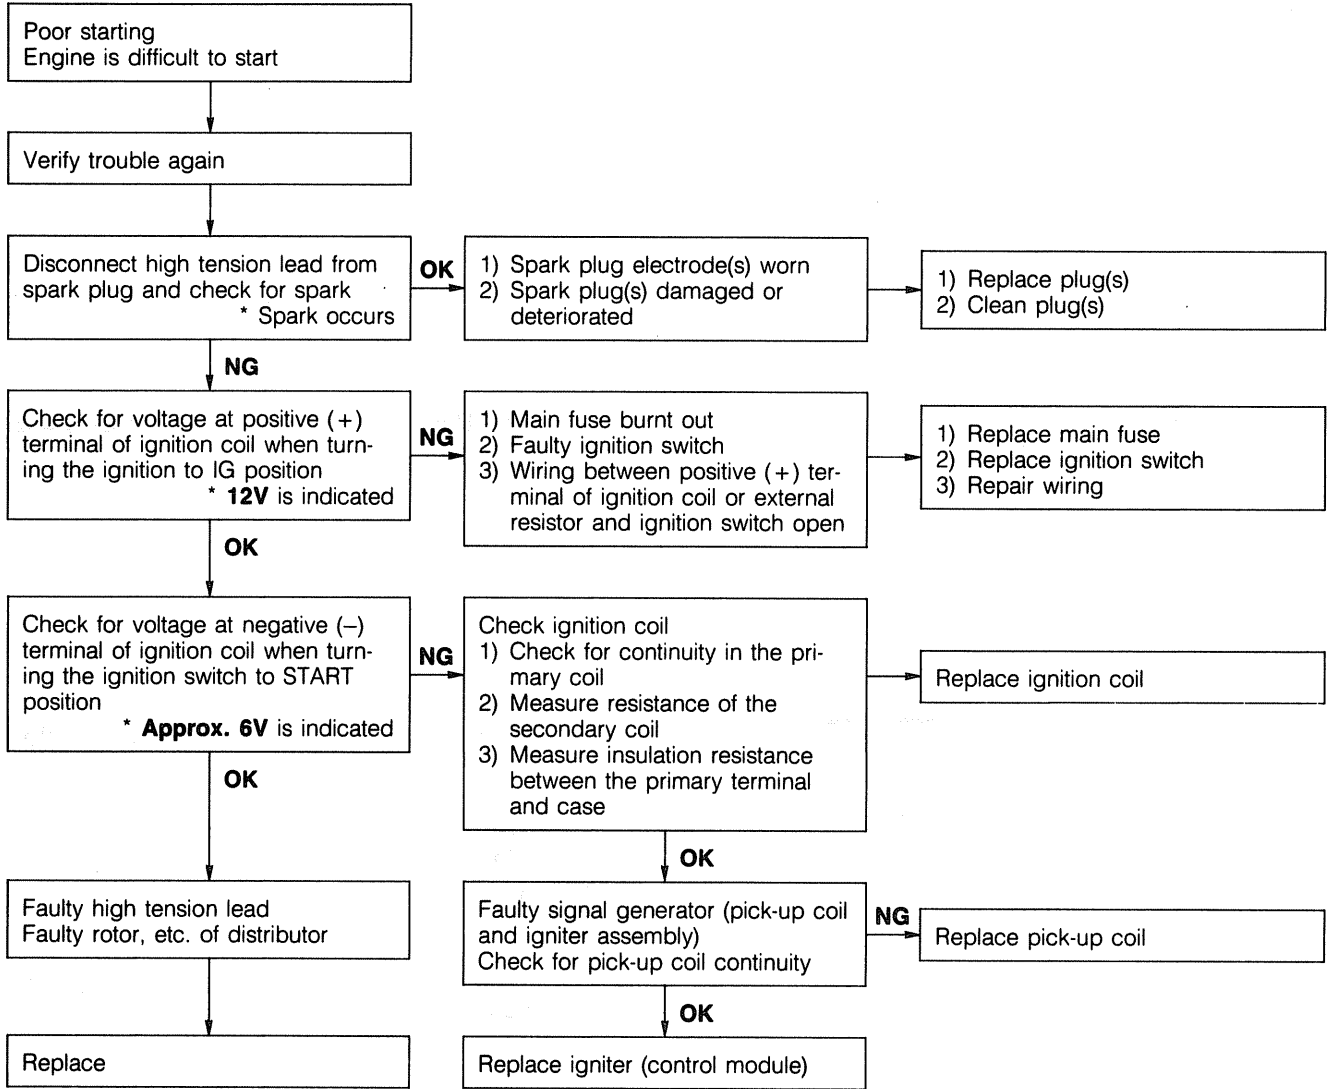 Poor starting
Engine is difficult to start
Verify trouble again
Disconnect high tension lead from
spark plug and check for spark
* Spark occurs
OK
1) Spark plug electrode(s) worn
2) Spark plug(s) damaged or
deteriorated
1) Replace plug(s)
2) Clean plug(s)
NG
Check for voltage at positive (+)
terminal of ignition coil when turn-
ing the ignition to IG position
* 12V is indicated
NG
1) Main fuse burnt out
2) Faulty ignition switch
3) Wiring between positive (+) ter-
minal of ignition coil or external
resistor and ignition switch open
1) Replace main fuse
2) Replace ignition switch
3) Repair wiring
OK
Check for voltage at negative (−)
terminal of ignition coil when turn-
ing the ignition switch to START
position
* Approx. 6V is indicated
NG
Check ignition coil
1) Check for continuity in the pri-
mary coil
2) Measure resistance of the
secondary coil
3) Measure insulation resistance
between the primary terminal
and case
Replace ignition coil
OK
OK
Faulty high tension lead
Faulty rotor, etc. of distributor
Faulty signal generator (pick-up coil
and igniter assembly)
Check for pick-up coil continuity
NG
Replace pick-up coil
OK
Replace
Replace igniter (control module)